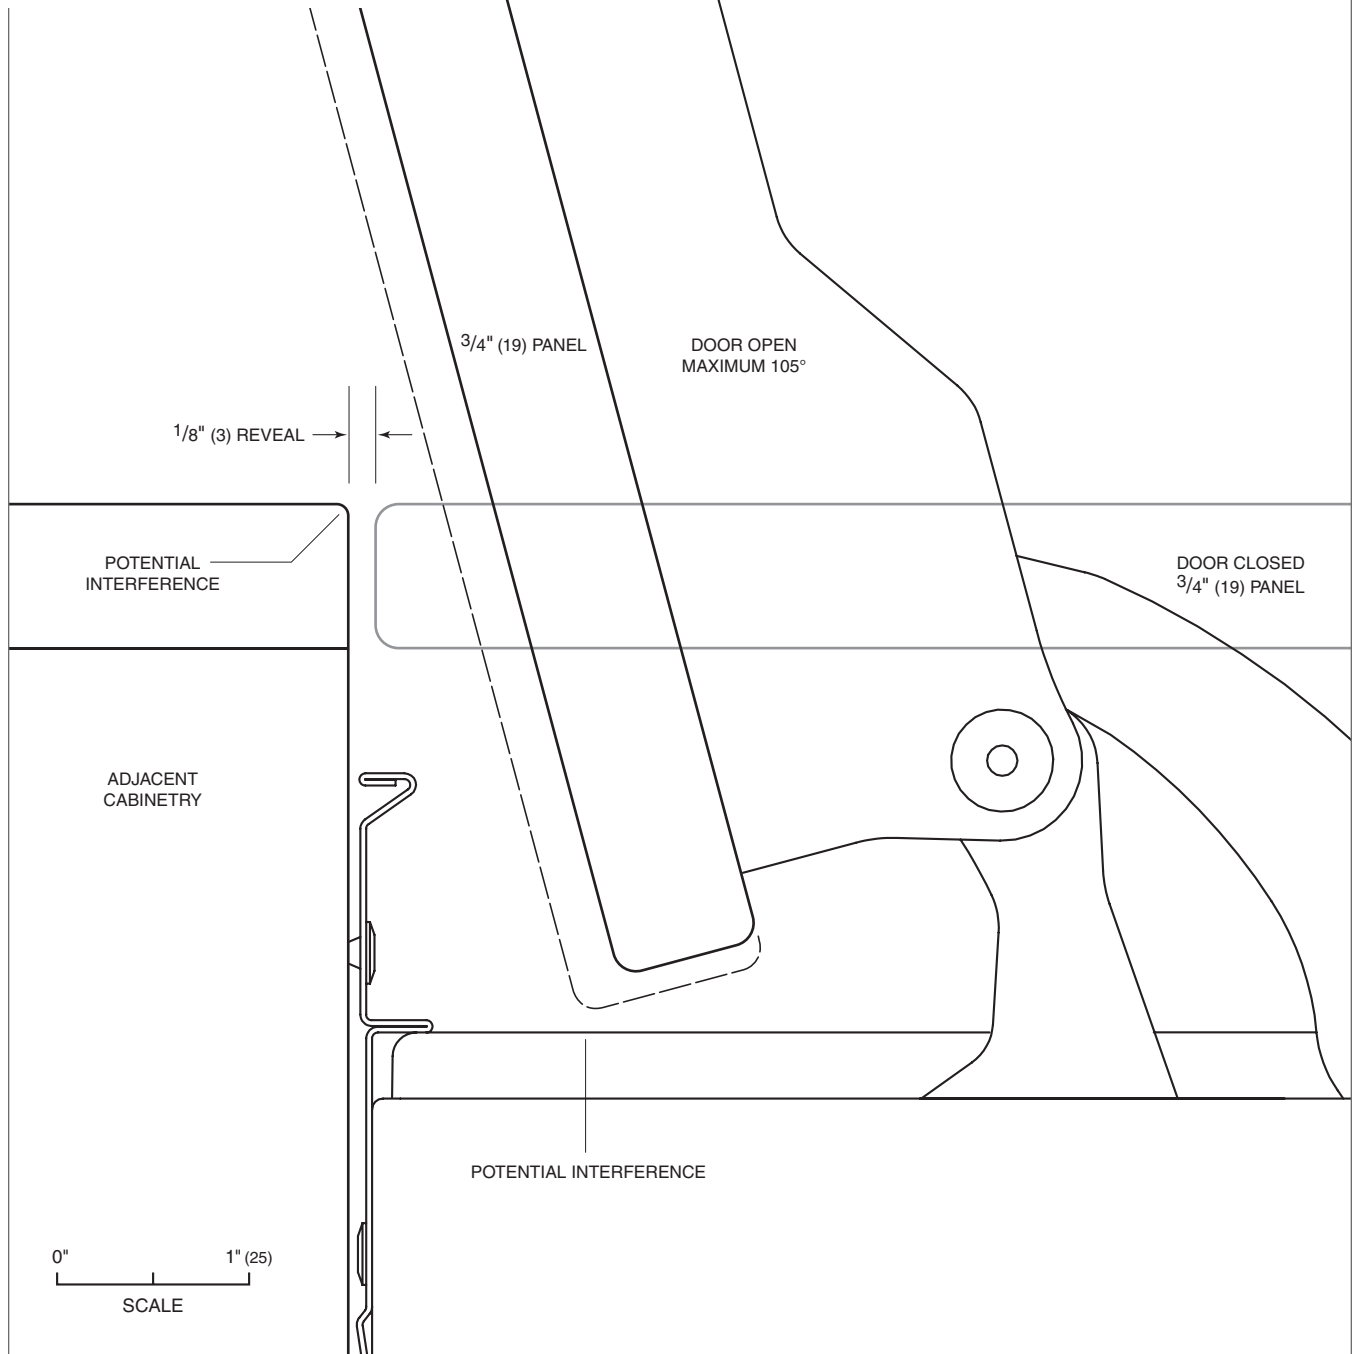 3/4" (19) PANEL
DOOR OPEN
MAXIMUM 105°
1/8" (3) REVEAL
POTENTIAL
INTERFERENCE
DOOR CLOSED
3/4" (19) PANEL
ADJACENT
CABINETRY
POTENTIAL INTERFERENCE
0" 1" (25)
SCALE